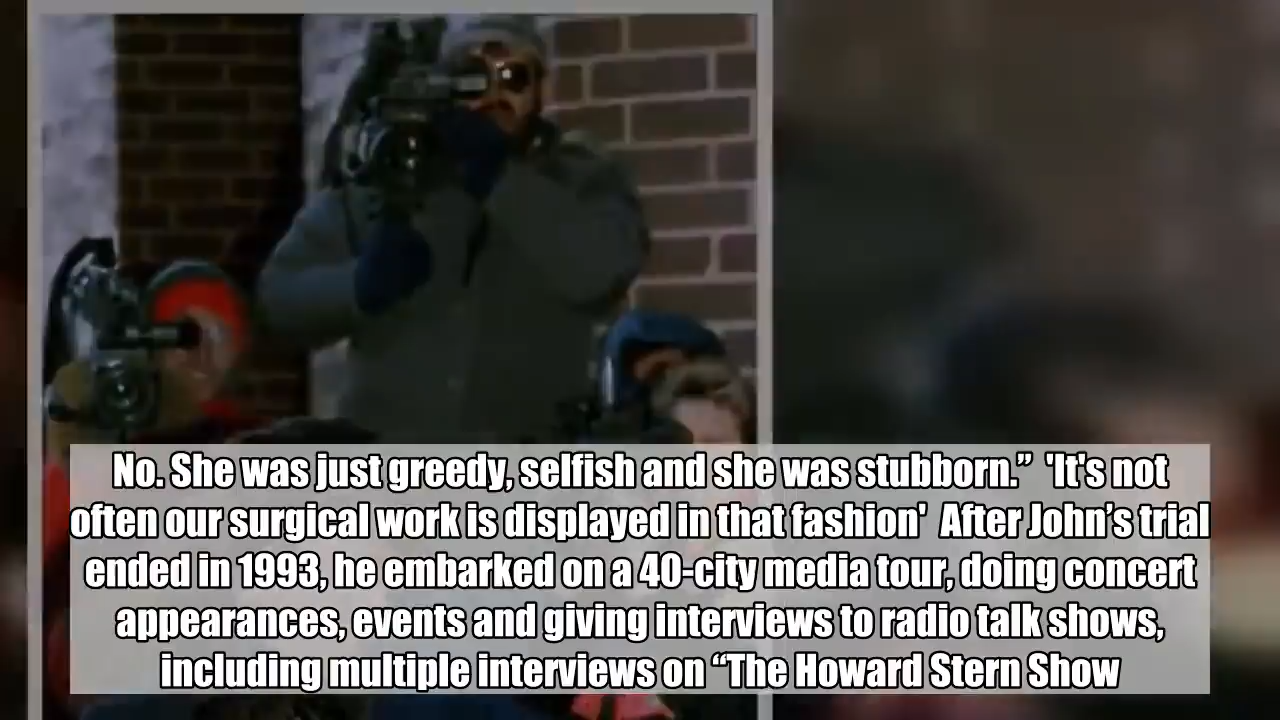 No. She was just greedy, selfish and she was stubborn.”  'It's not
often our surgical work is displayed in that fashion'  After John’s trial
ended in 1993, he embarked on a 40-city media tour, doing concert
appearances, events and giving interviews to radio talk shows,
including multiple interviews on “The Howard Stern Show